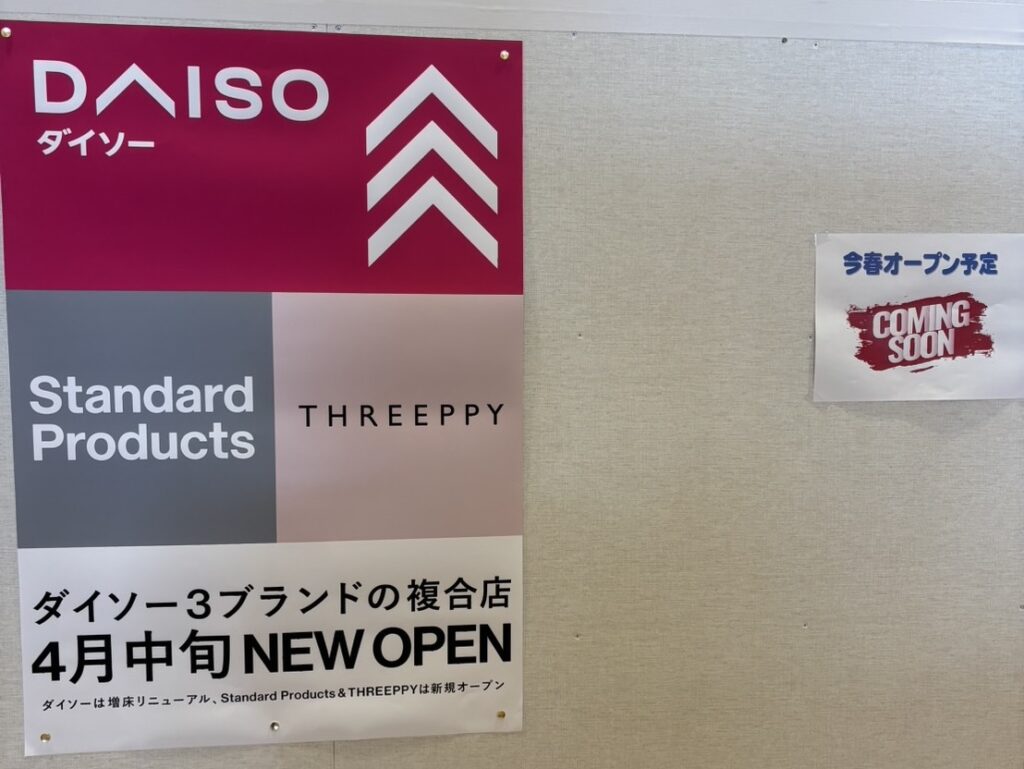 DAISO
ダイソー
Standard
Products
THREEPPY
ダイソー3ブランドの複合店
4月中旬 NEW OPEN
ダイソーは増床リニューアル、Standard Products & THREEPPYは新規オープン
今春オープン予定
COMING
SOON